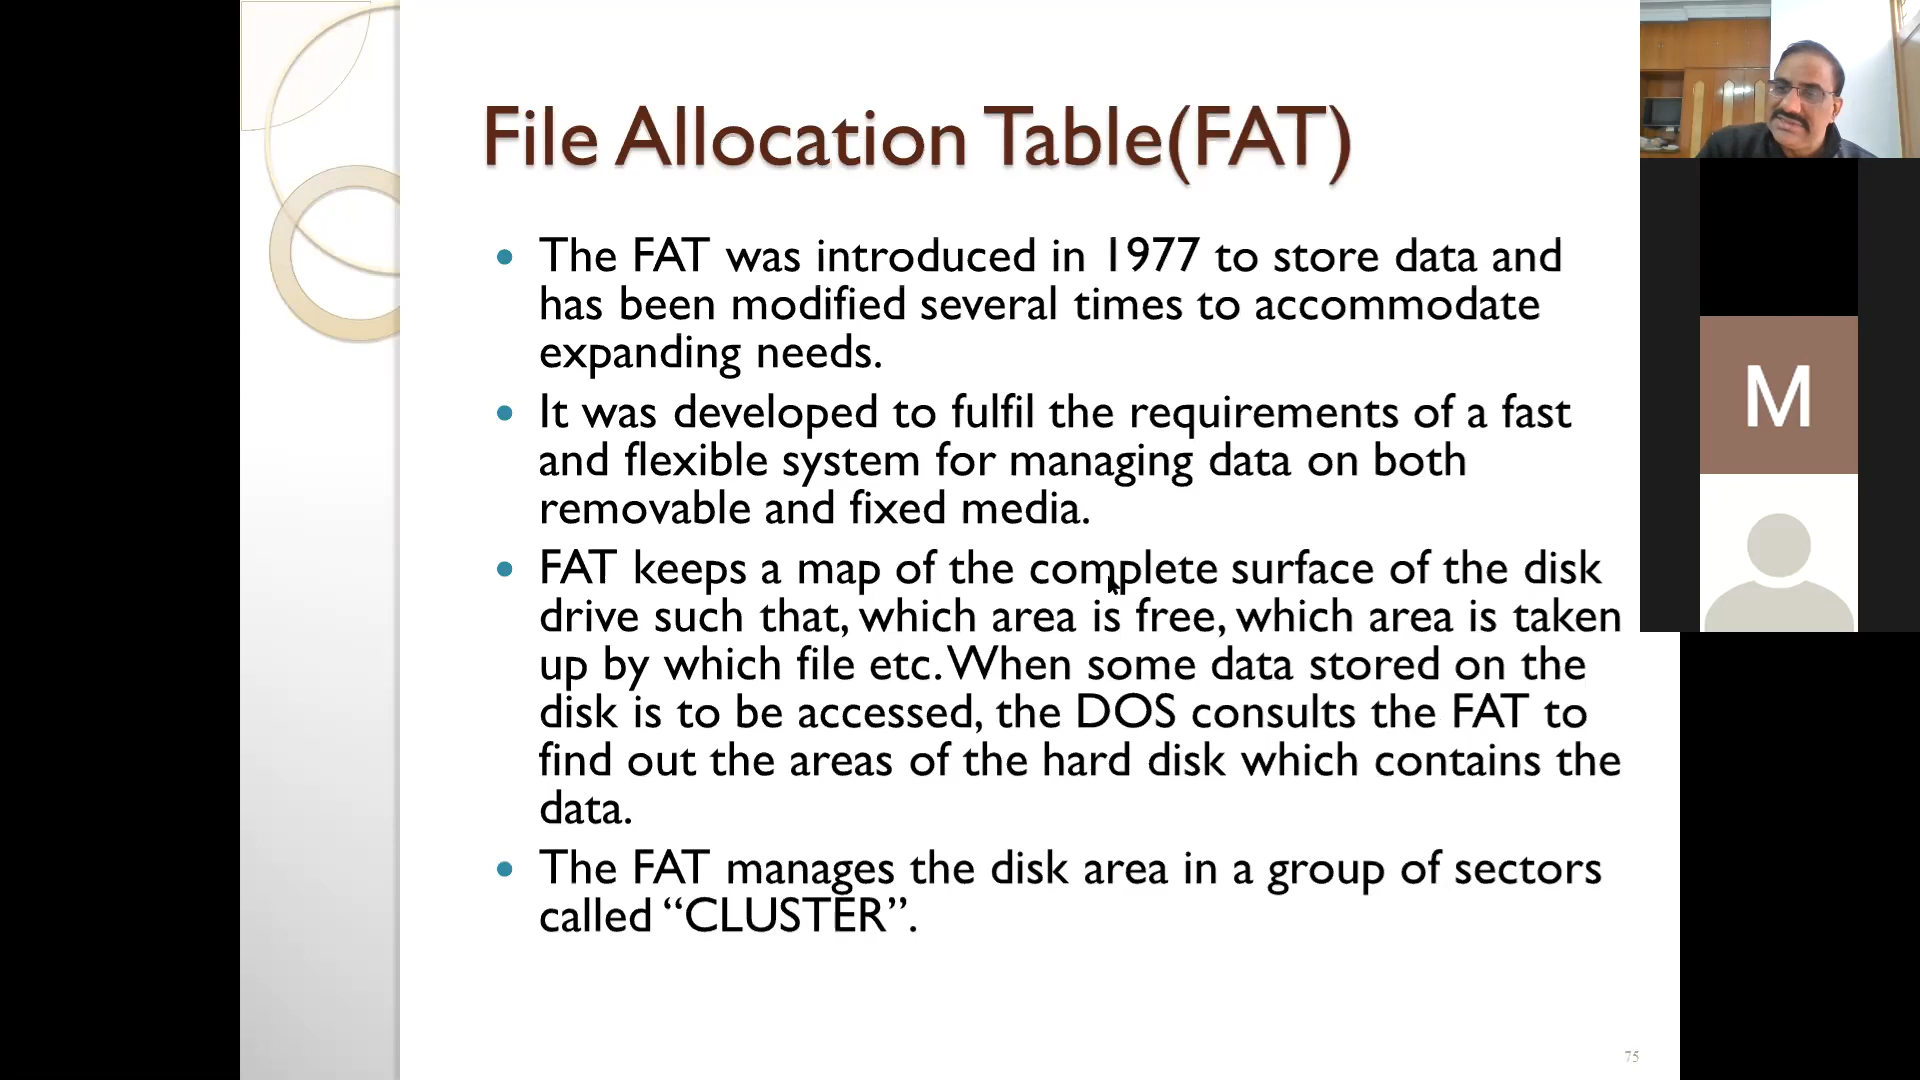 File Allocation Table(FAT)
• The FAT was introduced in 1977 to store data and
has been modified several times to accommodate
expanding needs.
• It was developed to fulfil the requirements of a fast
and flexible system for managing data on both
removable and fixed media.
• FAT keeps a map of the complete surface of the disk
drive such that, which area is free, which area is taken
up by which file etc. When some data stored on the
disk is to be accessed, the DOS consults the FAT to
find out the areas of the hard disk which contains the
data.
• The FAT manages the disk area in a group of sectors
called “CLUSTER”.
M
75